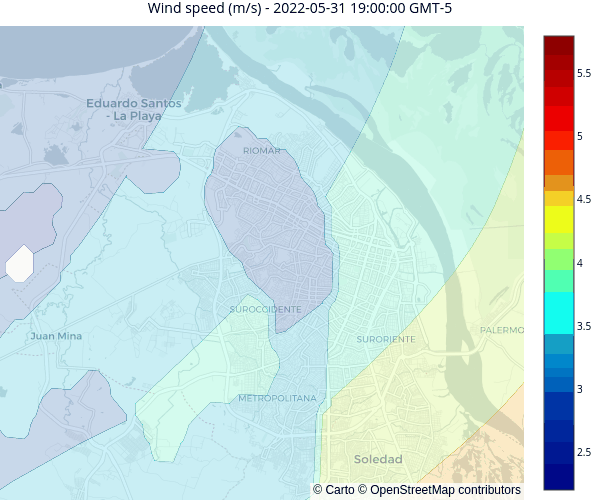 Wind speed (m/s) - 2022-05-31 19:00:00 GMT-5
Eduardo Santos
- La Playa
RIOMAR
SUROCCIDENTE
Juan Mina
SURORIENTE
PALERMO
METROPOLITANA
Soledad
© Carto © OpenStreetMap contributors
5.5
5
4.5
4
3.5
3
2.5